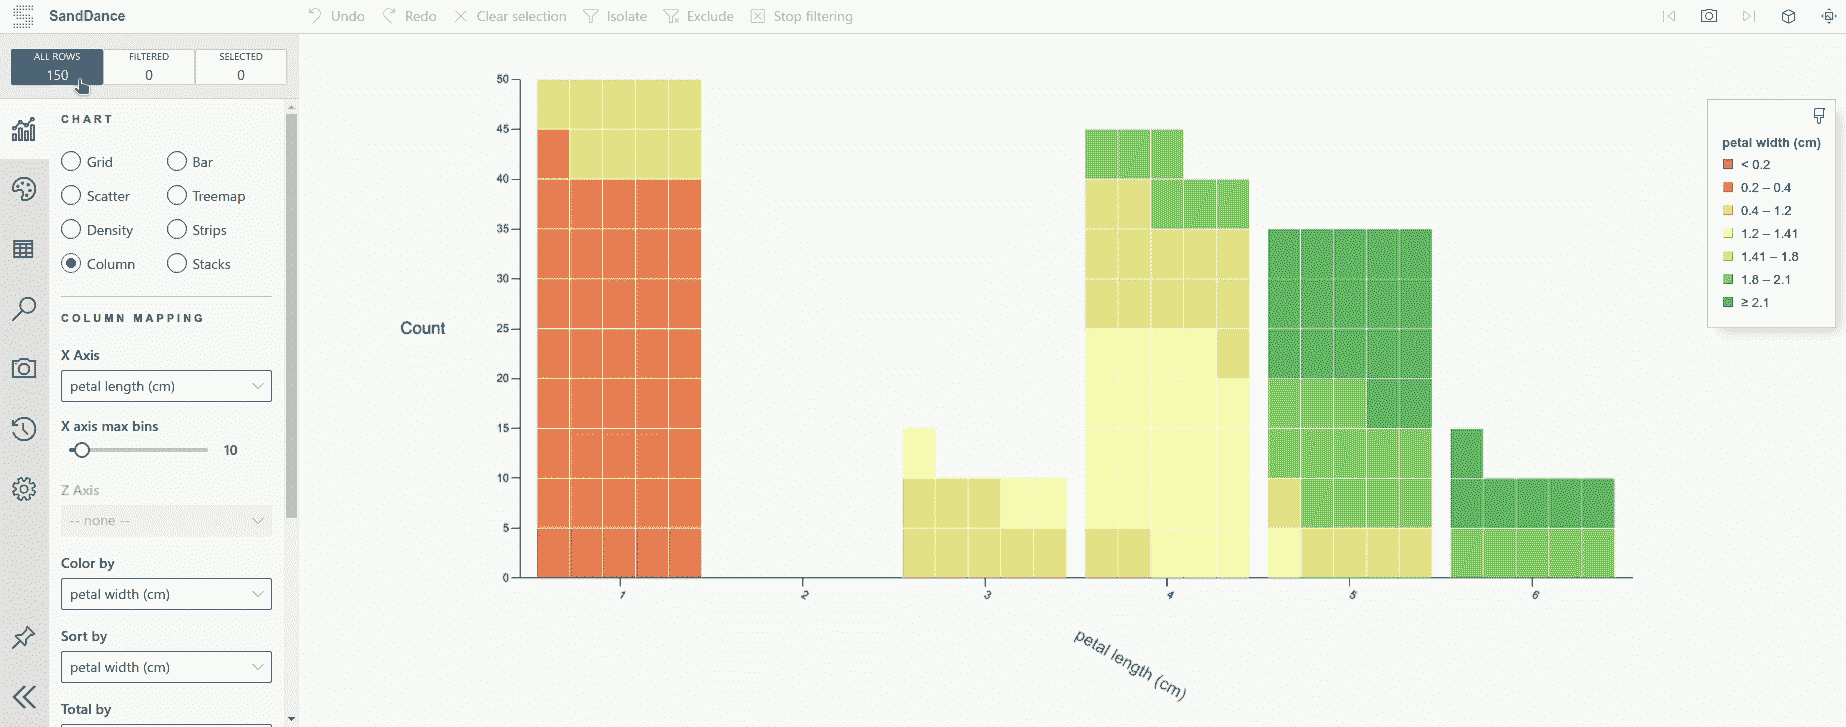 SandDance
Undo Redo Clear selection Isolate Exclude Stop filtering
ALL ROWS FILTERED SELECTED
150 0 0
CHART
Grid Bar
Scatter Treemap
Density Strips
Column Stacks
COLUMN MAPPING
X Axis
petal length (cm)
X axis max bins
10
Z Axis
-- none --
Color by
petal width (cm)
Sort by
petal width (cm)
Total by
Count
50
45
40
35
30
25
20
15
10
5
0
1 2 3 4 5 6
petal length (cm)
petal width (cm)
< 0.2
0.2 – 0.4
0.4 – 1.2
1.2 – 1.41
1.41 – 1.8
1.8 – 2.1
≥ 2.1